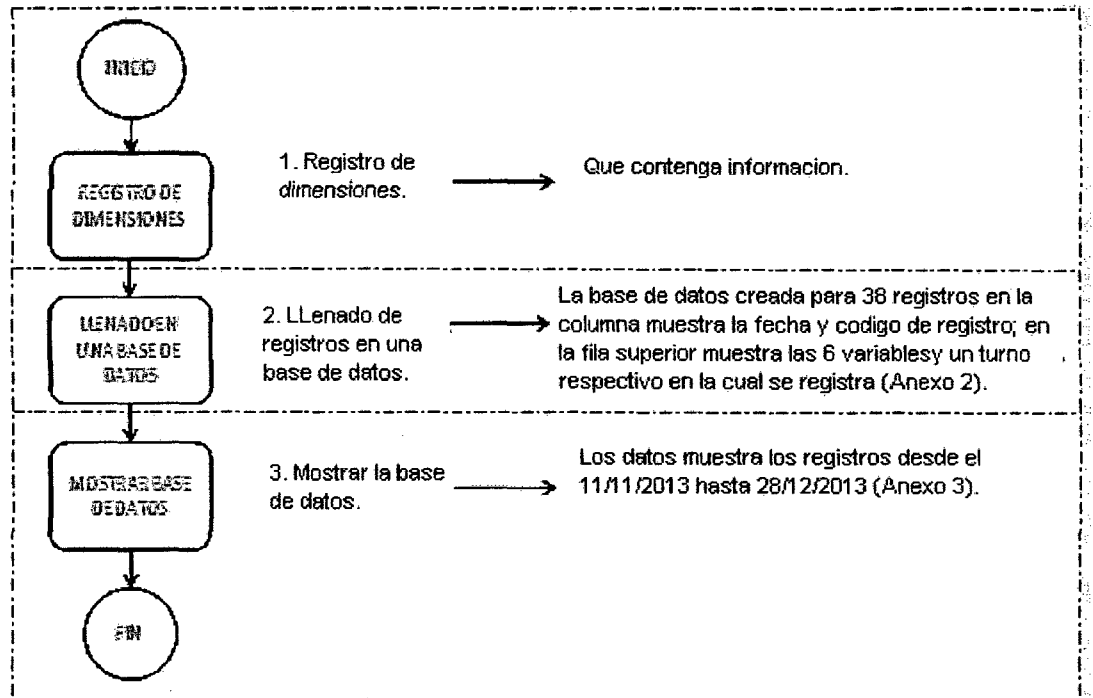 INICIO
REGISTRO DE
DIMENSIONES
1. Registro de
dimensiones.
Que contenga informacion.
LLENADO EN
UNA BASE DE
DATOS
2. LLenado de
registros en una
base de datos.
La base de datos creada para 38 registros en la
columna muestra la fecha y codigo de registro; en
la fila superior muestra las 6 variablesy un turno
respectivo en la cual se registra (Anexo 2).
MOSTRAR BASE
DE DATOS
3. Mostrar la base
de datos.
Los datos muestra los registros desde el
11/11/2013 hasta 28/12/2013 (Anexo 3).
FIN